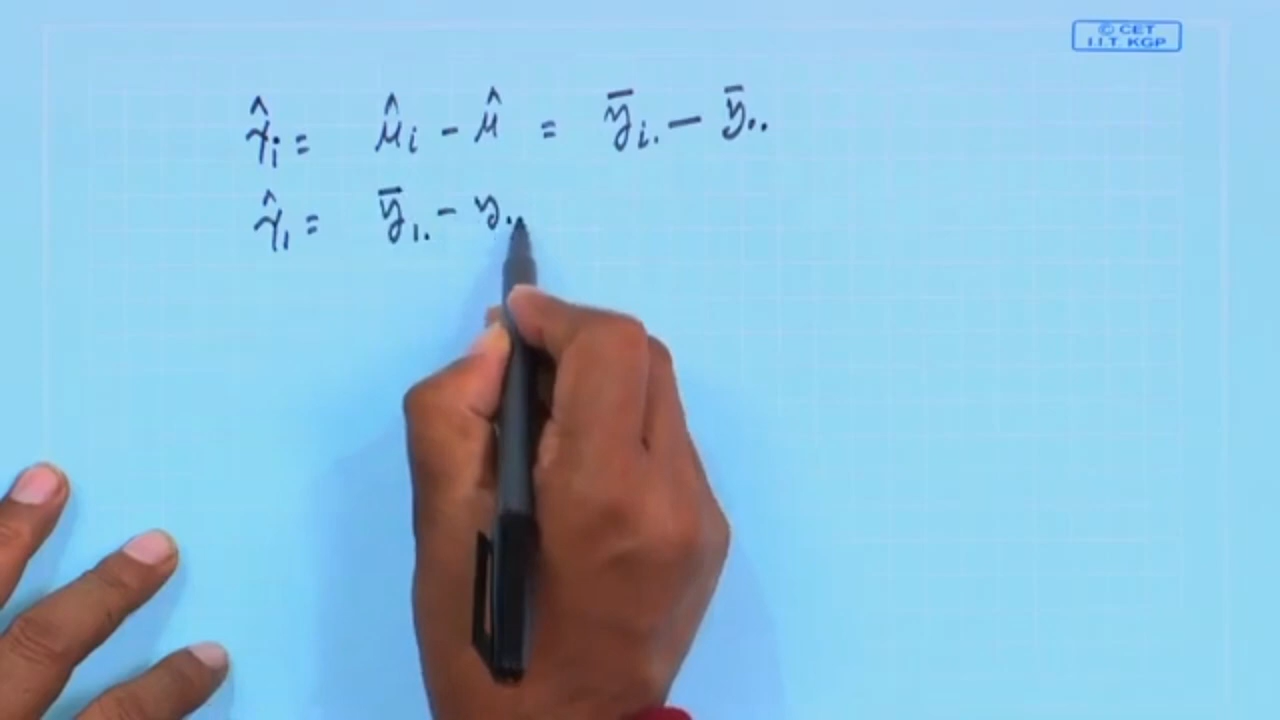 © CET
I.I.T. KGP
γ̂ᵢ = μ̂ᵢ - μ̂ = ȳᵢ. - ȳ..
γ̂₁ = ȳ₁. - y..